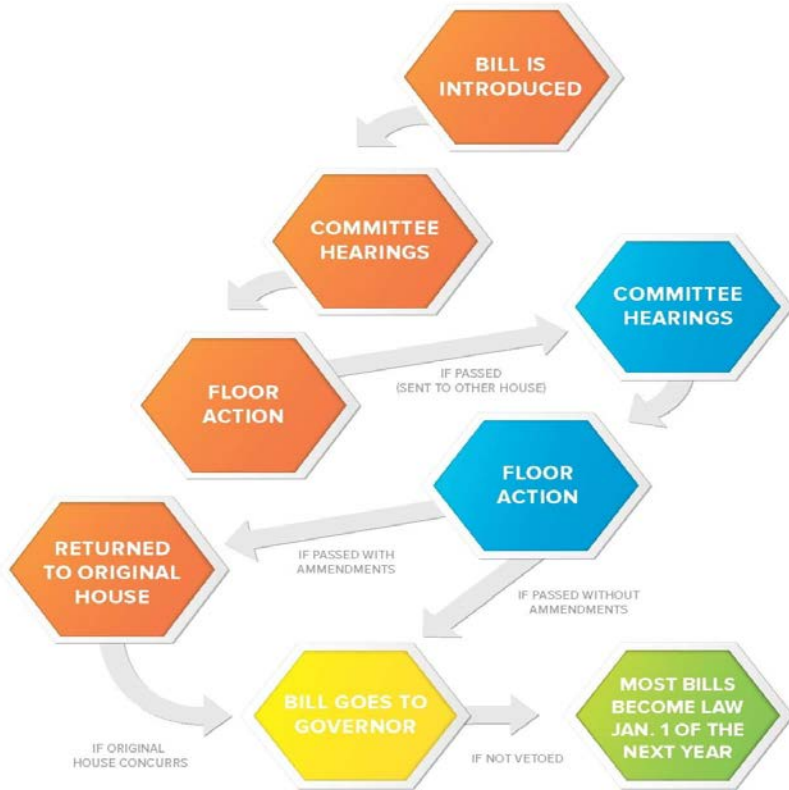 BILL IS
INTRODUCED
COMMITTEE
HEARINGS
FLOOR
ACTION
IF PASSED
(SENT TO OTHER HOUSE)
COMMITTEE
HEARINGS
FLOOR
ACTION
IF PASSED WITH
AMMENDMENTS
RETURNED
TO ORIGINAL
HOUSE
IF PASSED WITHOUT
AMMENDMENTS
IF ORIGINAL
HOUSE CONCURRS
BILL GOES TO
GOVERNOR
IF NOT VETOED
MOST BILLS
BECOME LAW
JAN. 1 OF THE
NEXT YEAR